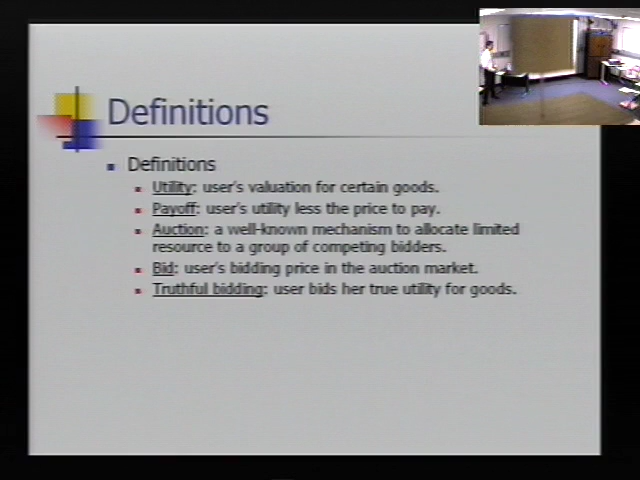 Definitions
Definitions
Utility: user's valuation for certain goods.
Payoff: user's utility less the price to pay.
Auction: a well-known mechanism to allocate limited
resource to a group of competing bidders.
Bid: user's bidding price in the auction market.
Truthful bidding: user bids her true utility for goods.